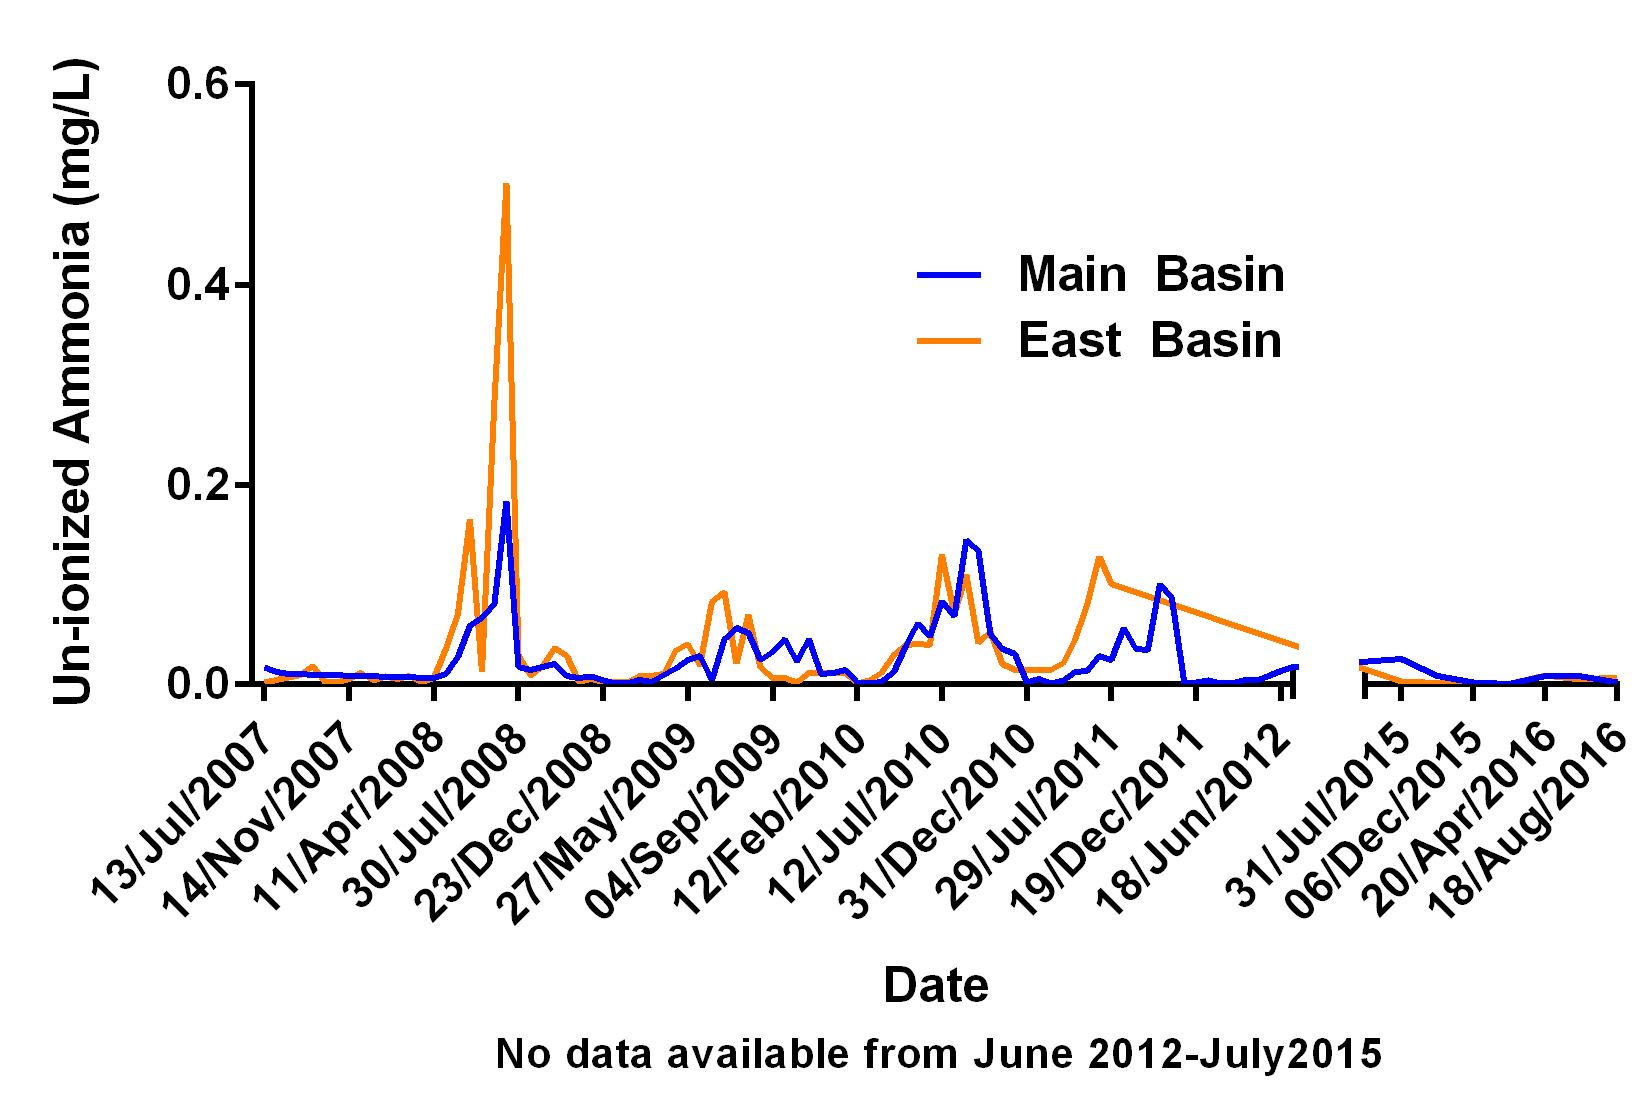 Un-ionized Ammonia (mg/L)
0.6
0.4
0.2
0.0
Main Basin
East Basin
13/Jul/2007
14/Nov/2007
11/Apr/2008
30/Jul/2008
23/Dec/2008
27/May/2009
04/Sep/2009
12/Feb/2010
12/Jul/2010
31/Dec/2010
29/Jul/2011
19/Dec/2011
18/Jun/2012
31/Jul/2015
06/Dec/2015
20/Apr/2016
18/Aug/2016
Date
No data available from June 2012-July2015